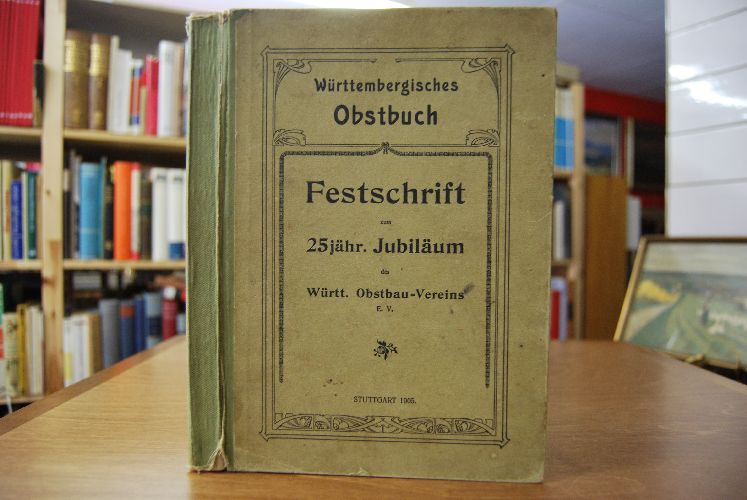 Württembergisches
Obstbuch
Festschrift
zum
25jähr. Jubiläum
des
Württ. Obstbau-Vereins
E. V.
STUTTGART 1905.